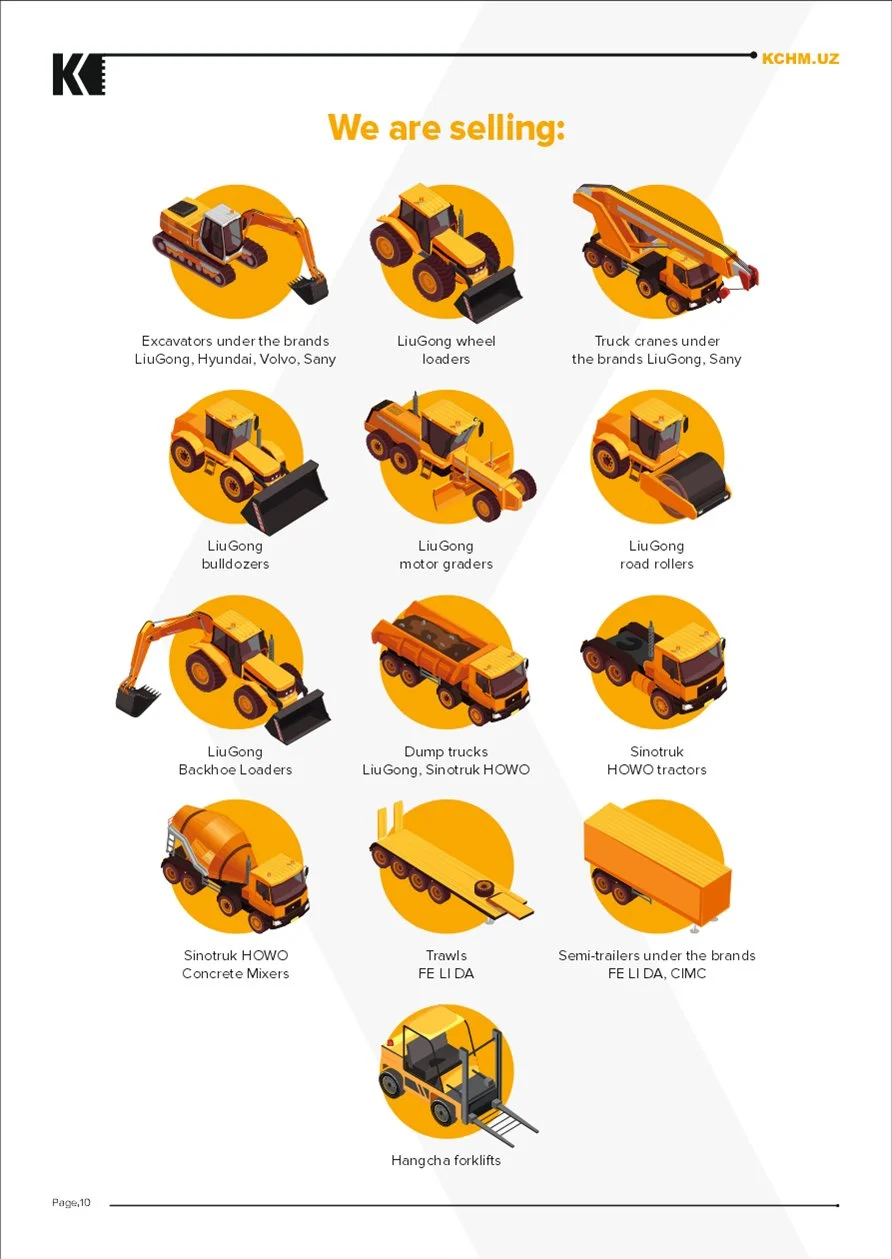 KCHM.UZ
We are selling:
Excavators under the brands
LiuGong, Hyundai, Volvo, Sany
LiuGong wheel
loaders
Truck cranes under
the brands LiuGong, Sany
LiuGong
bulldozers
LiuGong
motor graders
LiuGong
road rollers
LiuGong
Backhoe Loaders
Dump trucks
LiuGong, Sinotruk HOWO
Sinotruk
HOWO tractors
Sinotruk HOWO
Concrete Mixers
Trawls
FE LI DA
Semi-trailers under the brands
FE LI DA, CIMC
Hangcha forklifts
Page,10